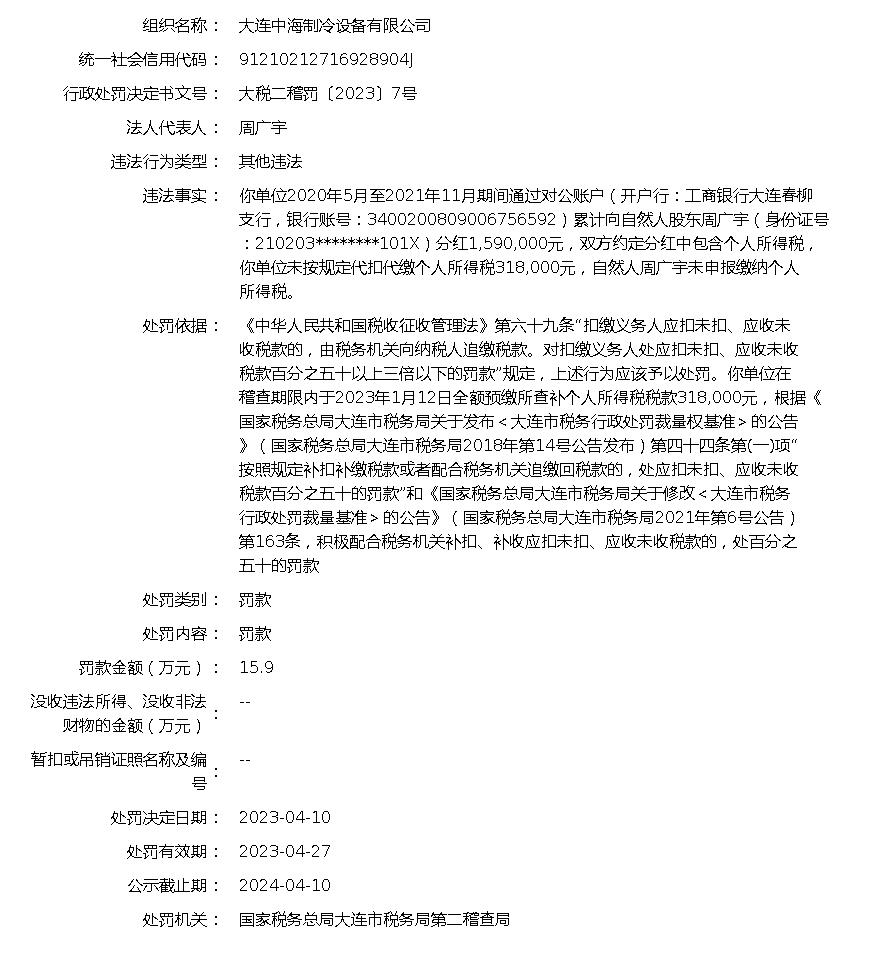 组织名称： 大连中海制冷设备有限公司
统一社会信用代码： 91210212716928904J
行政处罚决定书文号： 大税二稽罚〔2023〕7号
法人代表人： 周广宇
违法行为类型： 其他违法
违法事实： 你单位2020年5月至2021年11月期间通过对公账户（开户行：工商银行大连春柳
支行，银行账号：3400200809006756592）累计向自然人股东周广宇（身份证号
：210203********101X）分红1,590,000元，双方约定分红中包含个人所得税，
你单位未按规定代扣代缴个人所得税318,000元，自然人周广宇未申报缴纳个人
所得税。
处罚依据： 《中华人民共和国税收征收管理法》第六十九条“扣缴义务人应扣未扣、应收未
收税款的，由税务机关向纳税人追缴税款。对扣缴义务人处应扣未扣、应收未收
税款百分之五十以上三倍以下的罚款”规定，上述行为应该予以处罚。你单位在
稽查期限内于2023年1月12日全额预缴所查补个人所得税税款318,000元，根据《
国家税务总局大连市税务局关于发布＜大连市税务行政处罚裁量权基准＞的公告
》（国家税务总局大连市税务局2018年第14号公告发布）第四十四条第(一)项“
按照规定补扣补缴税款或者配合税务机关追缴回税款的，处应扣未扣、应收未收
税款百分之五十的罚款”和《国家税务总局大连市税务局关于修改＜大连市税务
行政处罚裁量基准＞的公告》（国家税务总局大连市税务局2021年第6号公告）
第163条，积极配合税务机关补扣、补收应扣未扣、应收未收税款的，处百分之
五十的罚款
处罚类别： 罚款
处罚内容： 罚款
罚款金额（万元）： 15.9
没收违法所得、没收非法
财物的金额（万元）： --
暂扣或吊销证照名称及编
号： --
处罚决定日期： 2023-04-10
处罚有效期： 2023-04-27
公示截止期： 2024-04-10
处罚机关： 国家税务总局大连市税务局第二稽查局